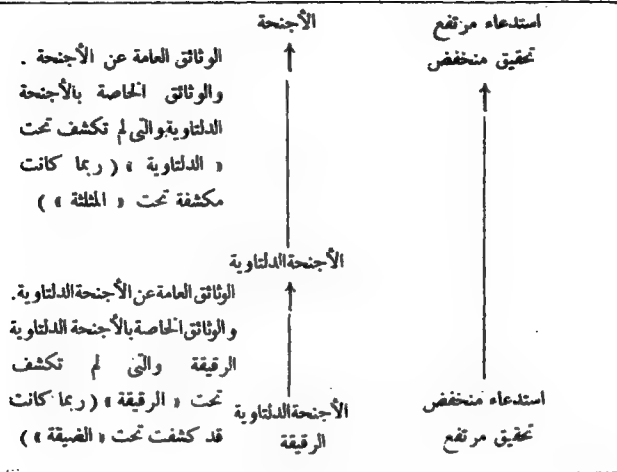 استدعاء مرتفع
تحقيق منخفض
استدعاء منخفض
تحقيق مرتفع
الأجنحة
الأجنحة الدلتاوية
الأجنحة الدلتاوية
الرقيقة
الوثائق العامة عن الأجنحة .
والوثائق الخاصة بالأجنحة
الدلتاوية والتى لم تكشف تحت
« الدلتاوية » ( ربما كانت
مكشفة تحت « المثلثة » )
الوثائق العامة عن الأجنحة الدلتاوية.
والوثائق الخاصة بالأجنحة الدلتاوية
الرقيقة والتى لم تكشف
تحت « الرقيقة » ( ربما كانت
قد كشفت تحت « الضيقة » )